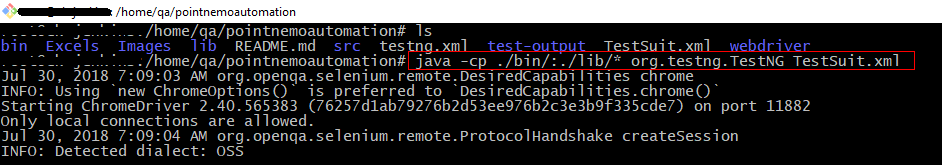 /home/qa/pointnemoautomation
:/home/qa/pointnemoautomation# ls
bin Excels Images lib README.md src testng.xml test-output TestSuit.xml webdriver
:/home/qa/pointnemoautomation# java -cp ./bin/:./lib/* org.testng.TestNG TestSuit.xml
Jul 30, 2018 7:09:03 AM org.openqa.selenium.remote.DesiredCapabilities chrome
INFO: Using `new ChromeOptions()` is preferred to `DesiredCapabilities.chrome()`
Starting ChromeDriver 2.40.565383 (76257d1ab79276b2d53ee976b2c3e3b9f335cde7) on port 11882
Only local connections are allowed.
Jul 30, 2018 7:09:04 AM org.openqa.selenium.remote.ProtocolHandshake createSession
INFO: Detected dialect: OSS